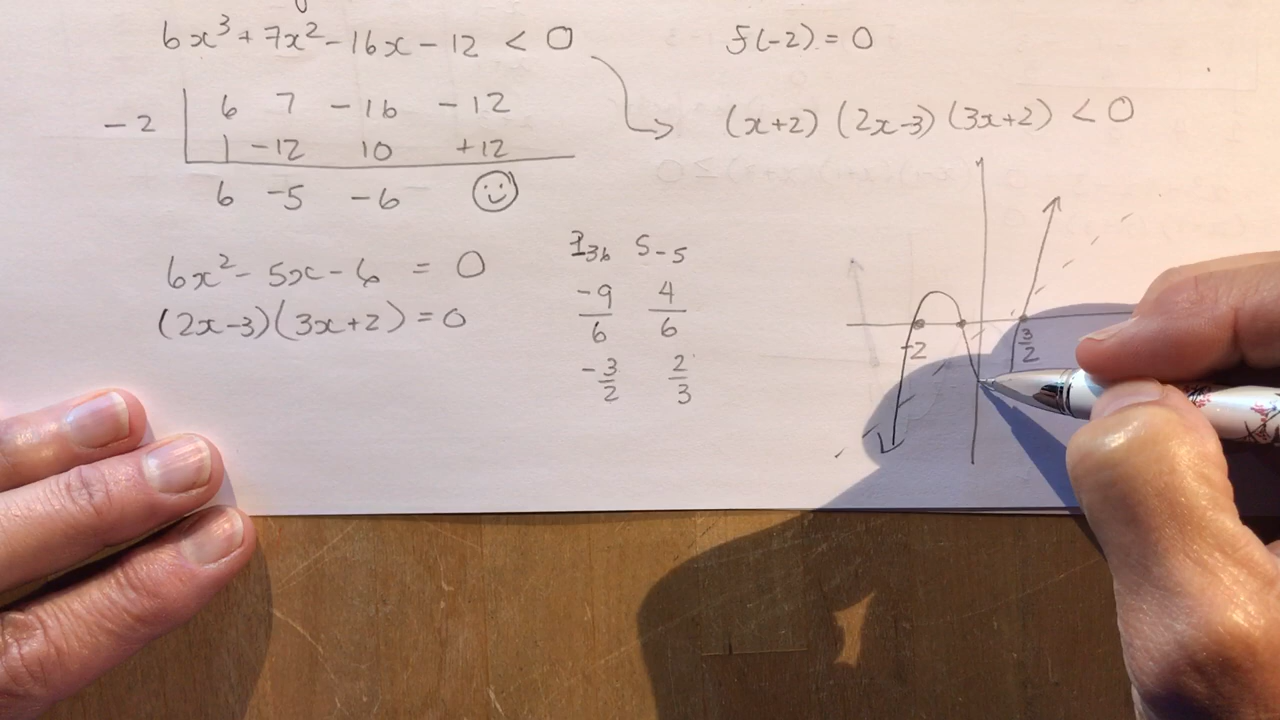 6x³ + 7x² - 16x - 12 < 0
-2 | 6 7 -16 -12
↓ -12 10 +12
6 -5 -6
6x² - 5x - 6 = 0
(2x-3)(3x+2) = 0
P-36 S-5
-9/6 4/6
-3/2 2/3
f(-2) = 0
(x+2) (2x-3) (3x+2) < 0
-2 3/2